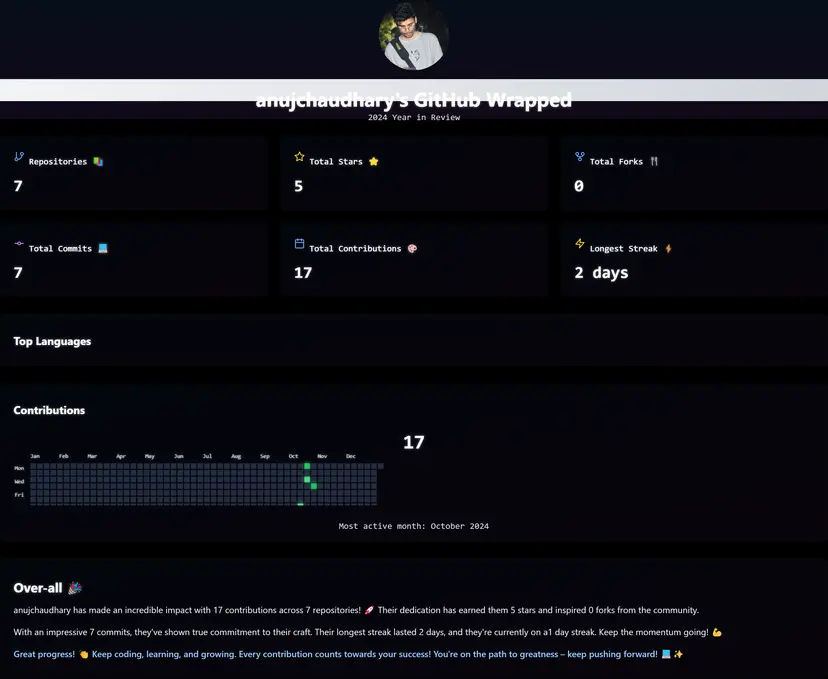 anujchaudhary's GitHub Wrapped
2024 Year in Review
Repositories
7
Total Stars ⭐
5
Total Forks 🍴
0
Total Commits 💻
7
Total Contributions
17
Longest Streak ⚡
2 days
Top Languages
Contributions
17
Jan Feb Mar Apr May Jun Jul Aug Sep Oct Nov Dec
Mon
Wed
Fri
Most active month: October 2024
Over-all 🎉
anujchaudhary has made an incredible impact with 17 contributions across 7 repositories! 🚀 Their dedication has earned them 5 stars and inspired 0 forks from the community.
With an impressive 7 commits, they've shown true commitment to their craft. Their longest streak lasted 2 days, and they're currently on a1 day streak. Keep the momentum going! 💪
Great progress! 👏 Keep coding, learning, and growing. Every contribution counts towards your success! You're on the path to greatness – keep pushing forward! 💻 ✨